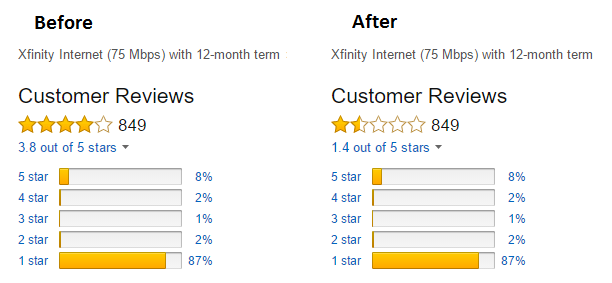 Before
Xfinity Internet (75 Mbps) with 12-month term
Customer Reviews
849
3.8 out of 5 stars
5 star 8%
4 star 2%
3 star 1%
2 star 2%
1 star 87%
After
Xfinity Internet (75 Mbps) with 12-month term
Customer Reviews
849
1.4 out of 5 stars
5 star 8%
4 star 2%
3 star 1%
2 star 2%
1 star 87%